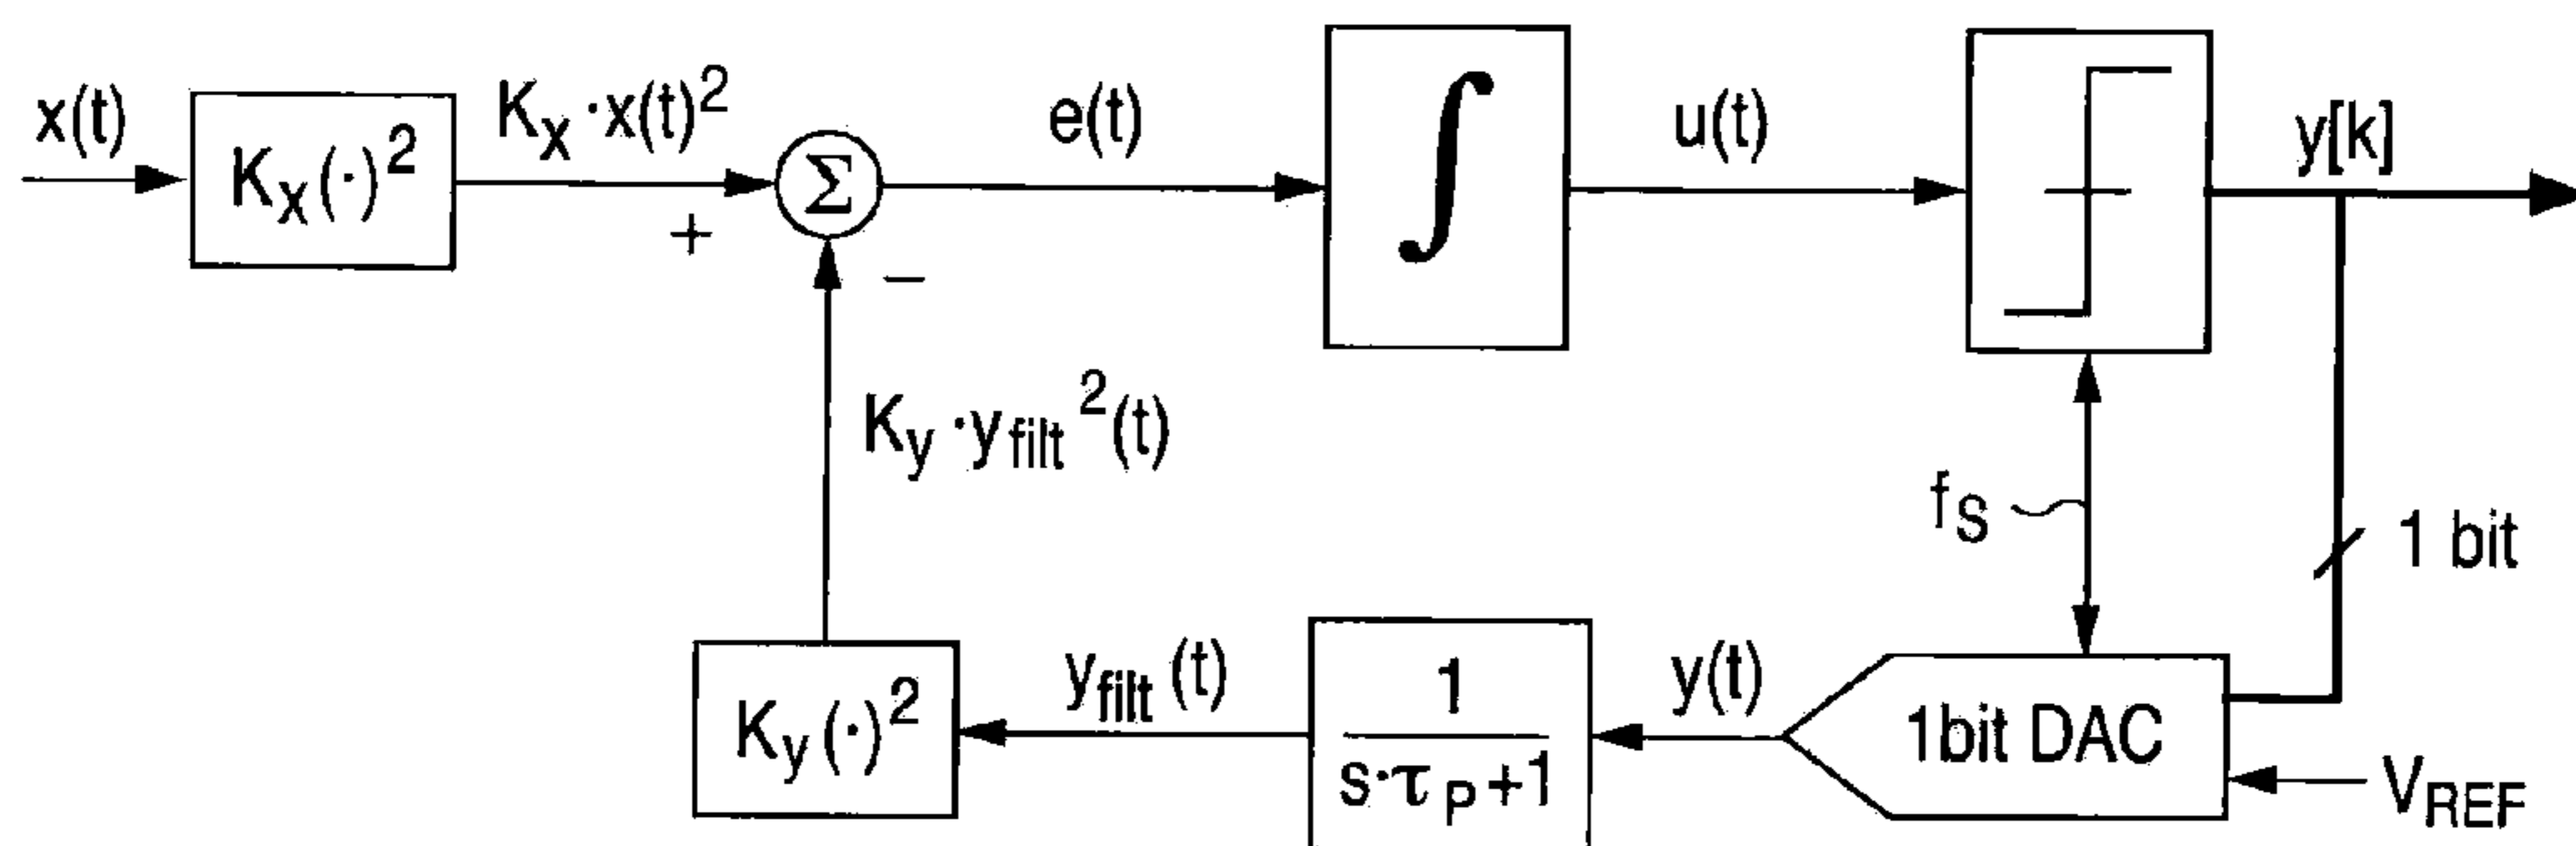 x(t)
Kx(·)²
Kx·x(t)²
+
−
Σ
e(t)
∫
u(t)
y[k]
fS
1 bit
Ky·yfilt²(t)
Ky(·)²
yfilt(t)
1
s·τP+1
y(t)
1bit DAC
VREF